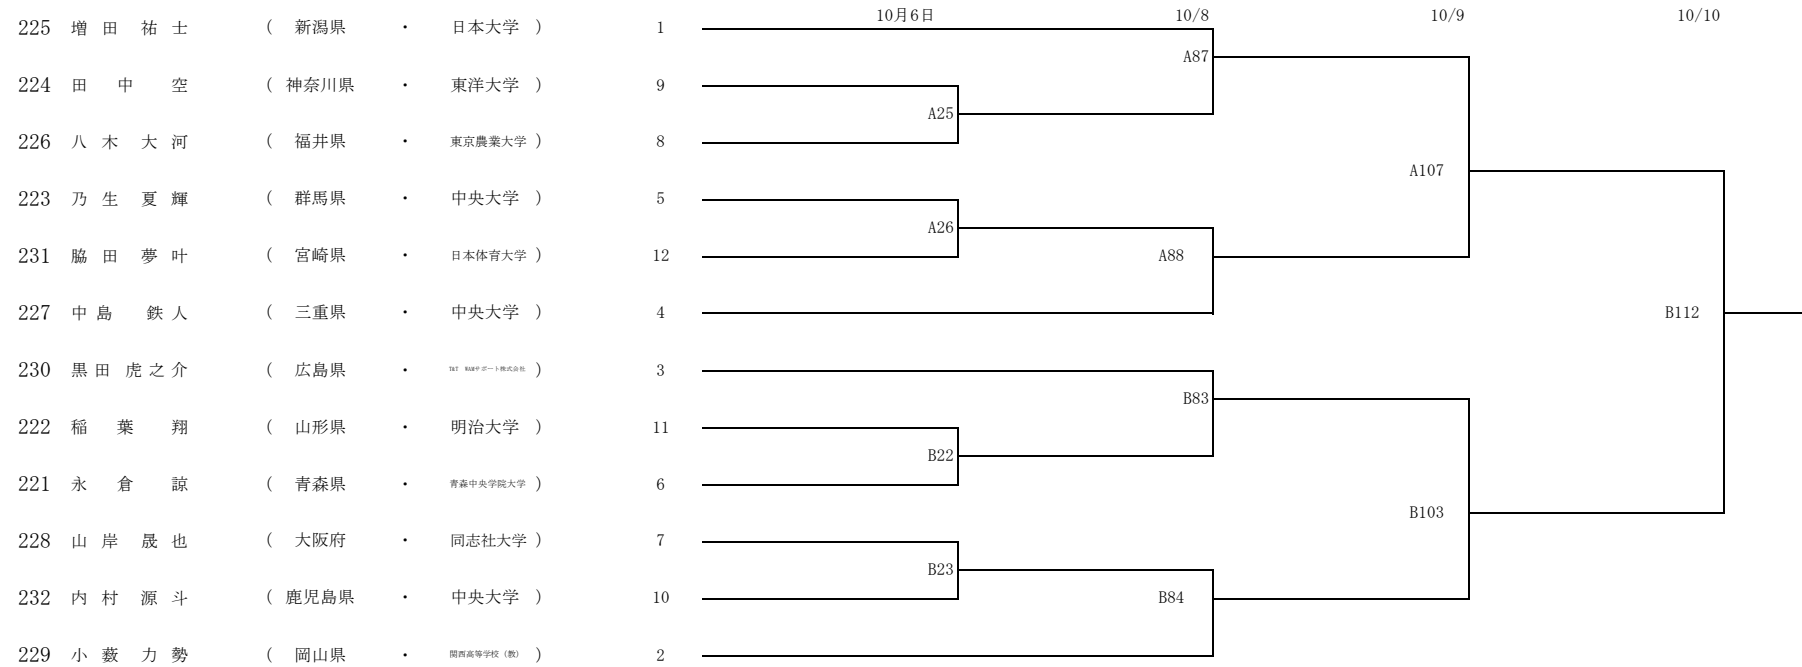 10月6日 10/8 10/9 10/10
225 増田 祐士 ( 新潟県 ・ 日本大学 ) 1
A87
224 田中 空 ( 神奈川県 ・ 東洋大学 ) 9
A25
226 八木 大河 ( 福井県 ・ 東京農業大学 ) 8
A107
223 乃生 夏輝 ( 群馬県 ・ 中央大学 ) 5
A26
231 脇田 夢叶 ( 宮崎県 ・ 日本体育大学 ) 12
A88
227 中島 鉄人 ( 三重県 ・ 中央大学 ) 4
B112
230 黒田 虎之介 ( 広島県 ・ サポート株式会社 ) 3
B83
222 稲葉 翔 ( 山形県 ・ 明治大学 ) 11
B22
221 永倉 諒 ( 青森県 ・ 青森中央学院大学 ) 6
B103
228 山岸 晟也 ( 大阪府 ・ 同志社大学 ) 7
B23
232 内村 源斗 ( 鹿児島県 ・ 中央大学 ) 10
B84
229 小薮 力勢 ( 岡山県 ・ 関西高等学校（教） ) 2